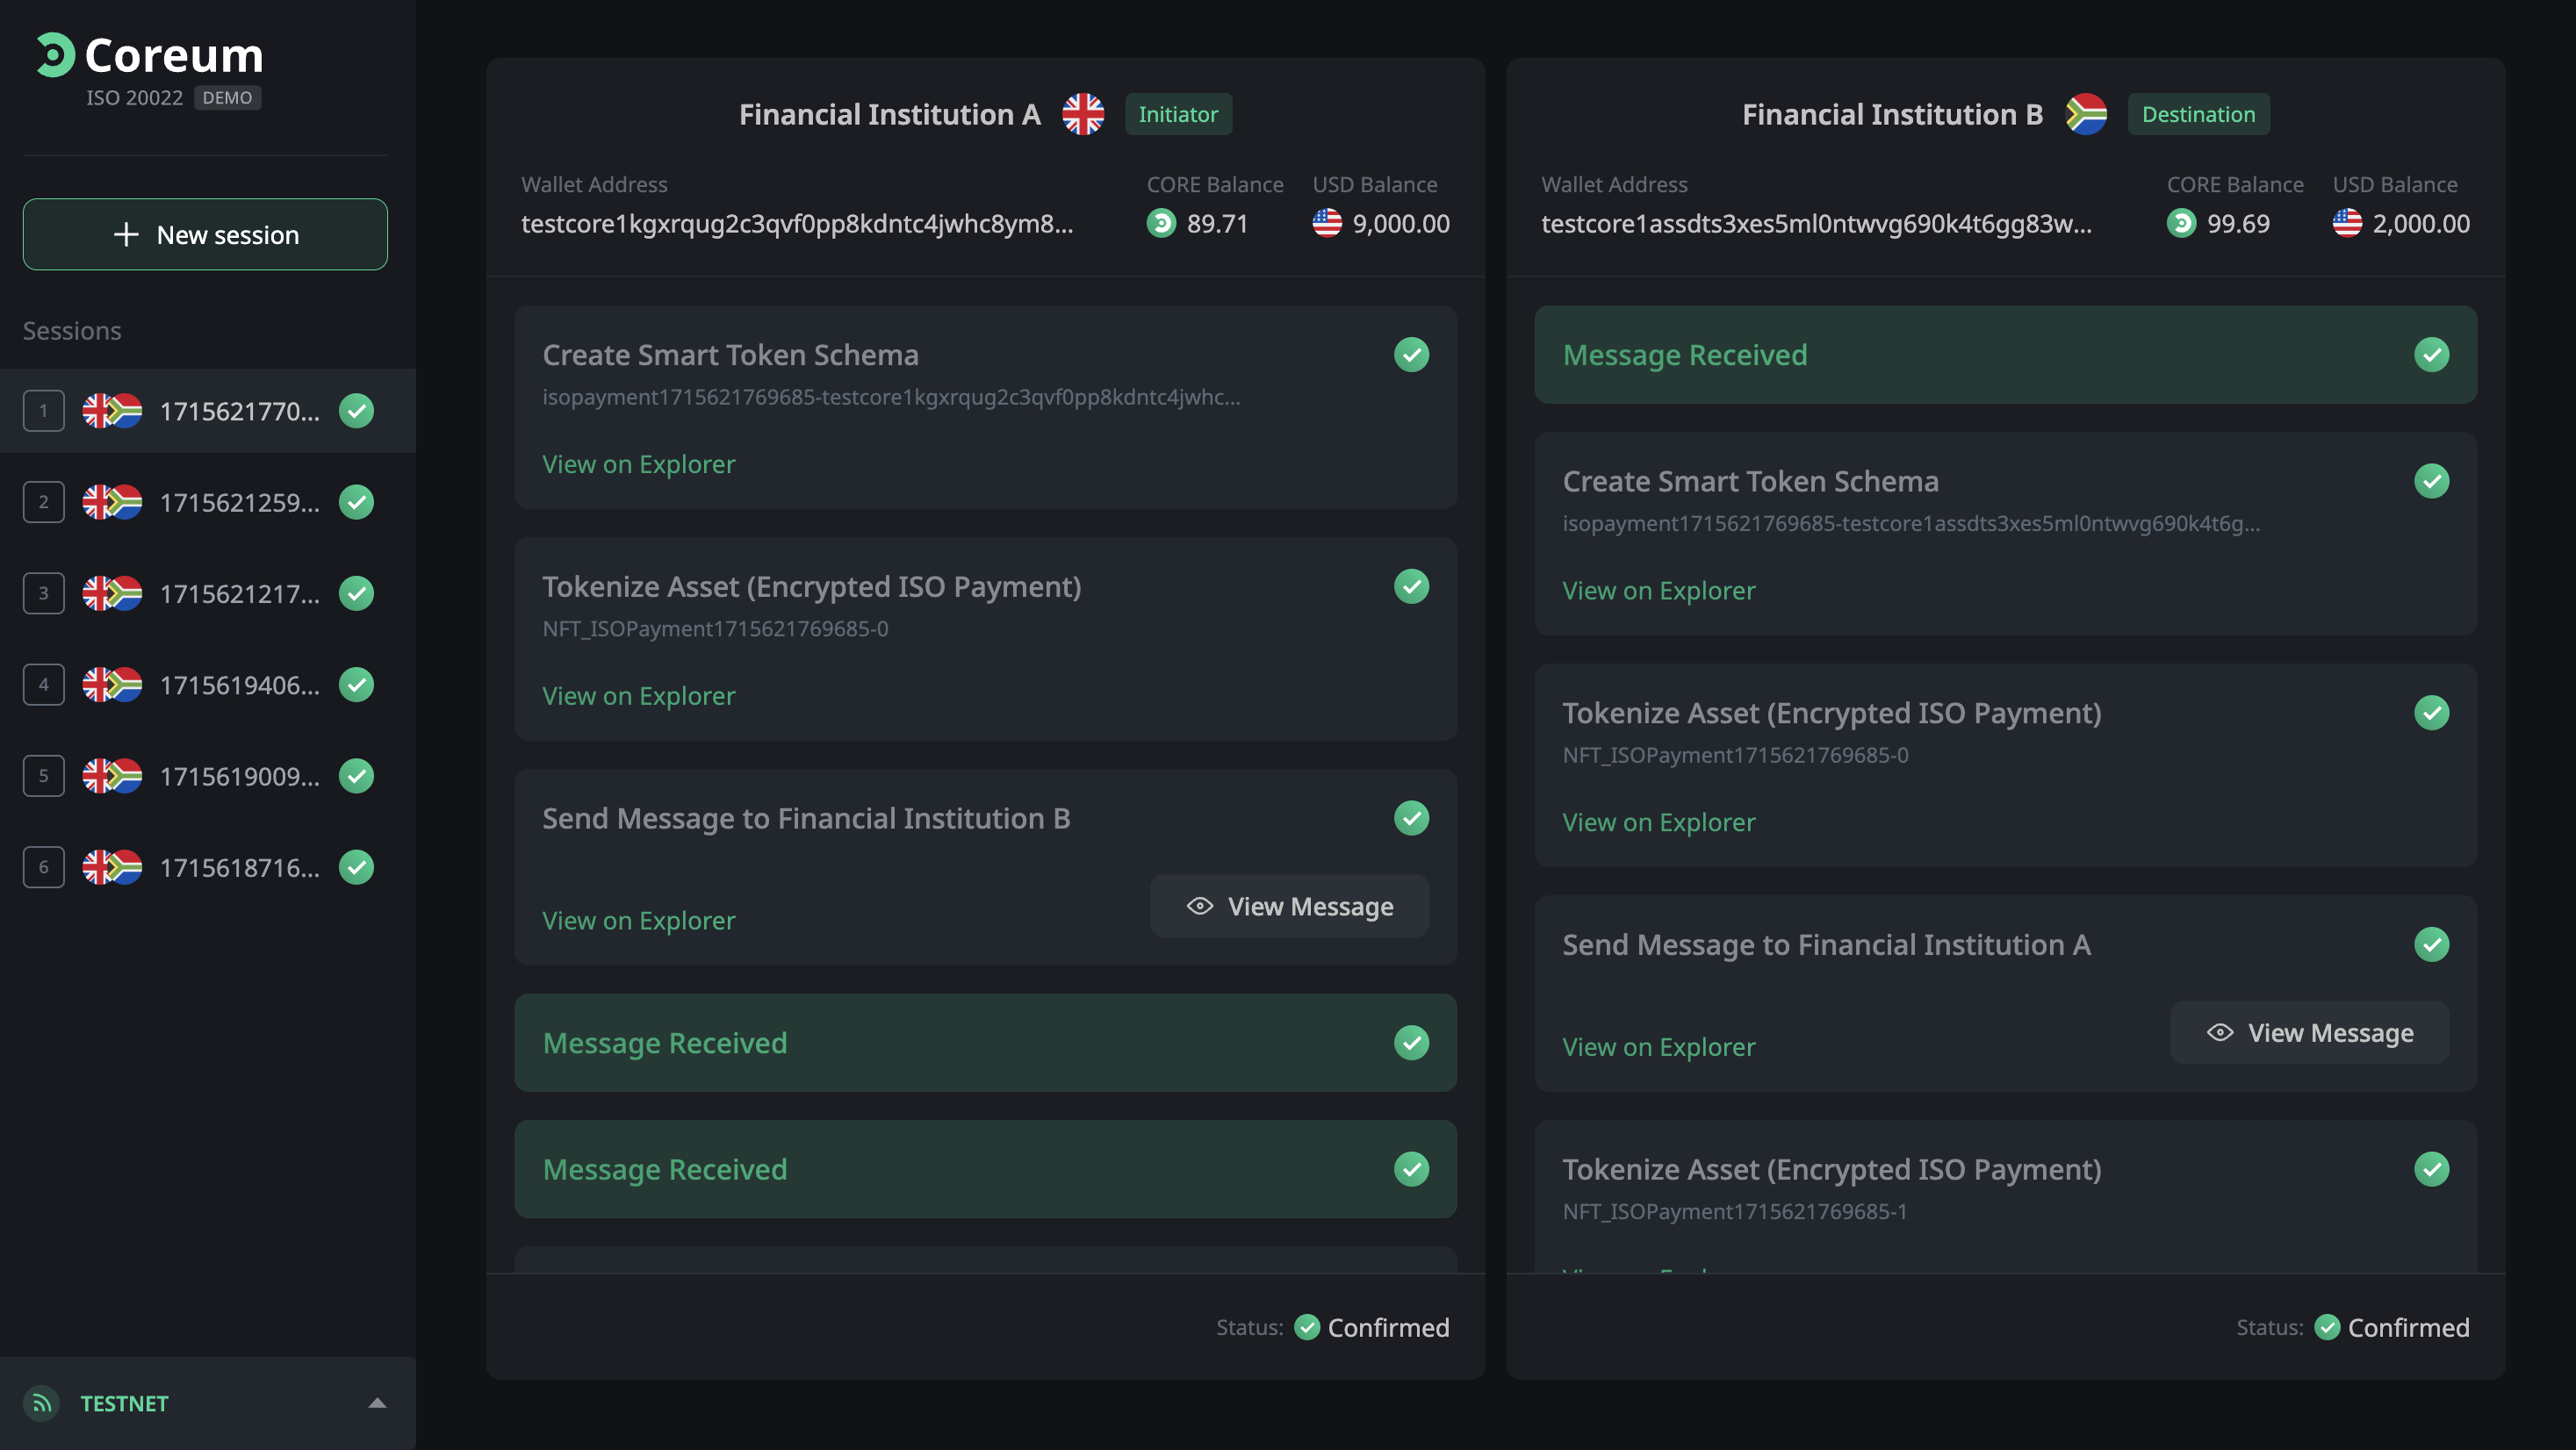 Coreum
ISO 20022 DEMO
New session
Sessions
1 1715621770...
2 1715621259...
3 1715621217...
4 1715619406...
5 1715619009...
6 1715618716...
TESTNET
Financial Institution A Initiator
Wallet Address CORE Balance USD Balance
testcore1kgxrqug2c3qvf0pp8kdntc4jwhc8ym8... 89.71 9,000.00
Create Smart Token Schema
isopayment1715621769685-testcore1kgxrqug2c3qvf0pp8kdntc4jwhc...
View on Explorer
Tokenize Asset (Encrypted ISO Payment)
NFT_ISOPayment1715621769685-0
View on Explorer
Send Message to Financial Institution B
View on Explorer View Message
Message Received
Message Received
Status: Confirmed
Financial Institution B Destination
Wallet Address CORE Balance USD Balance
testcore1assdts3xes5ml0ntwvg690k4t6gg83w... 99.69 2,000.00
Message Received
Create Smart Token Schema
isopayment1715621769685-testcore1assdts3xes5ml0ntwvg690k4t6g...
View on Explorer
Tokenize Asset (Encrypted ISO Payment)
NFT_ISOPayment1715621769685-0
View on Explorer
Send Message to Financial Institution A
View on Explorer View Message
Tokenize Asset (Encrypted ISO Payment)
NFT_ISOPayment1715621769685-1
Status: Confirmed